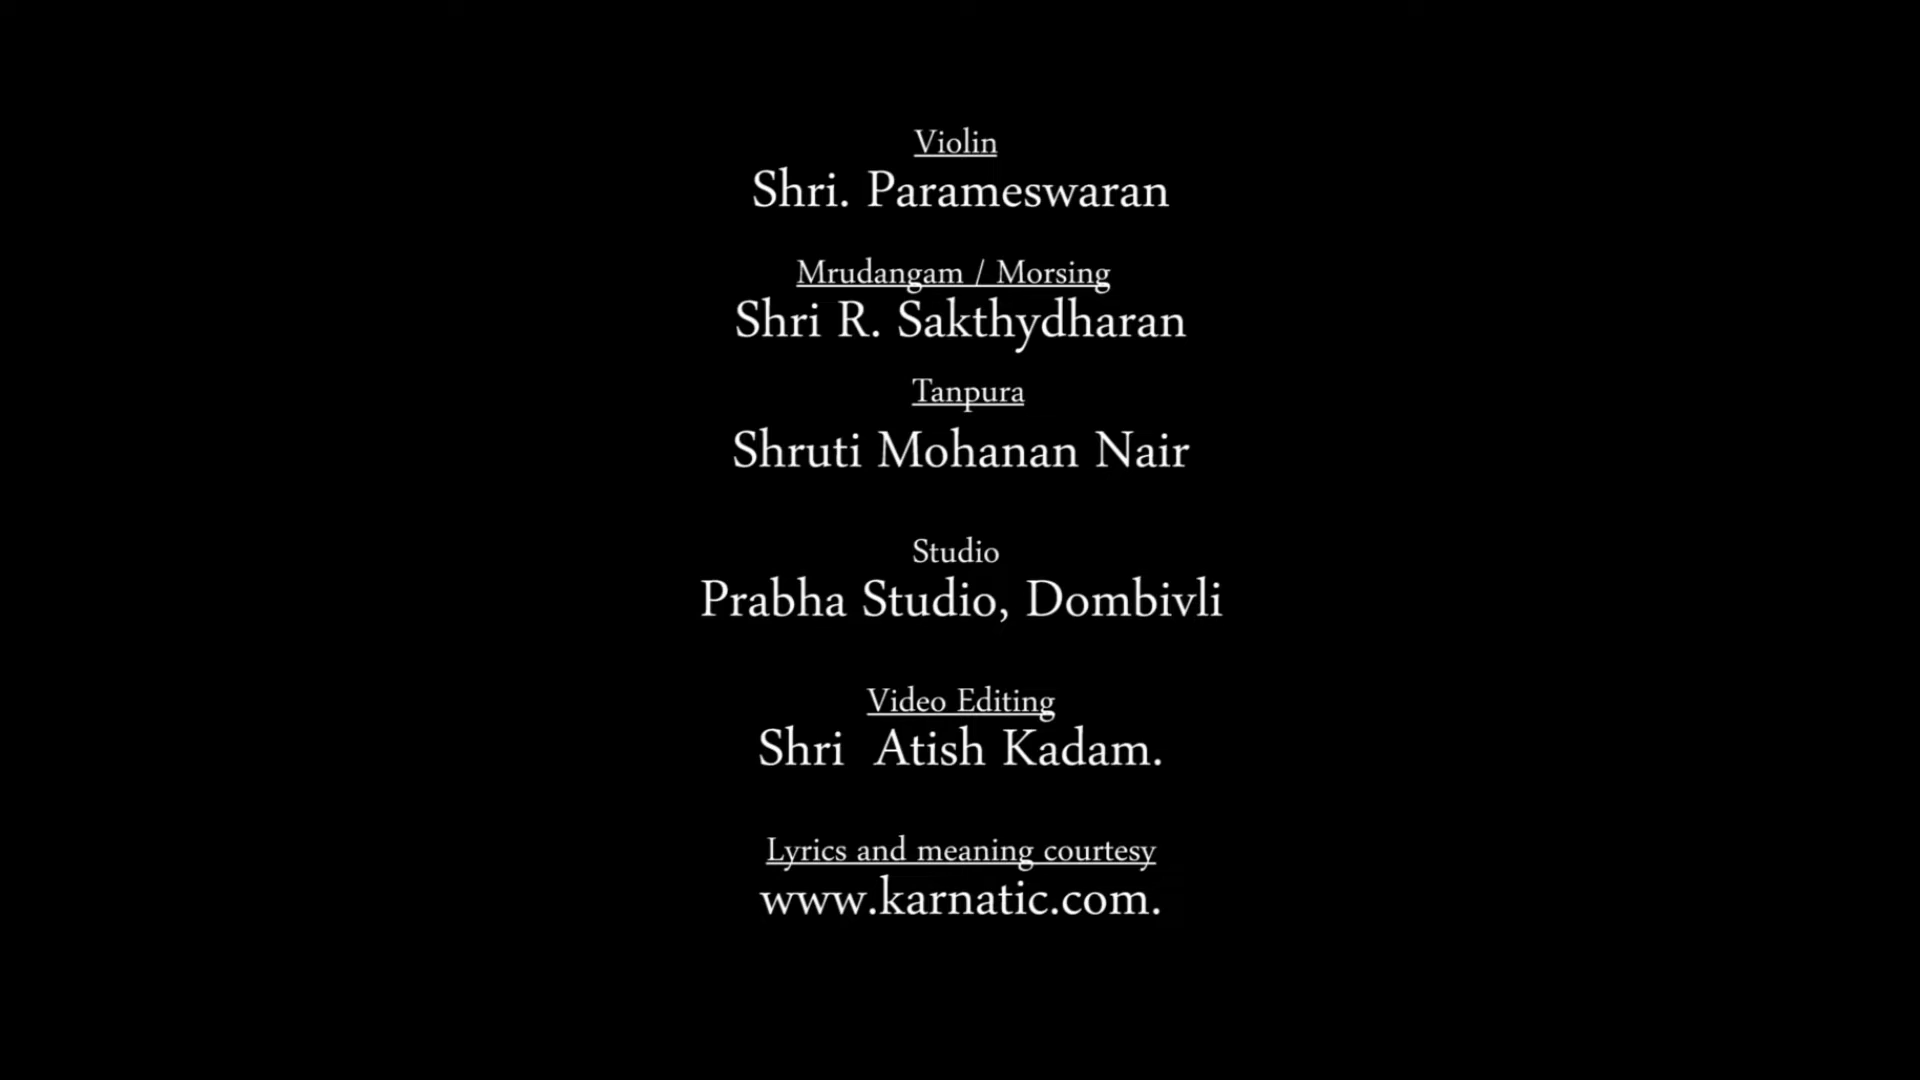 Violin
Shri. Parameswaran
Mrudangam / Morsing
Shri R. Sakthydharan
Tanpura
Shruti Mohanan Nair
Studio
Prabha Studio, Dombivli
Video Editing
Shri  Atish Kadam.
Lyrics and meaning courtesy
www.karnatic.com.